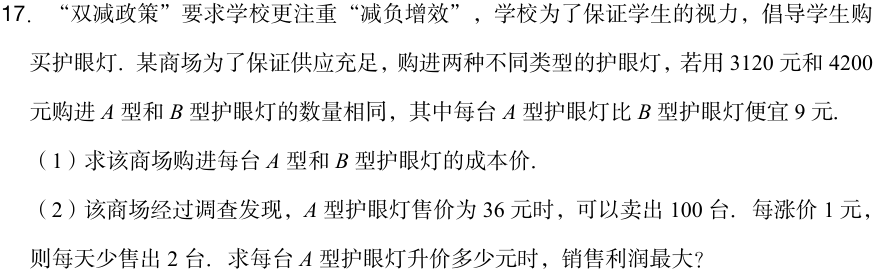 17. “双减政策”要求学校更注重“减负增效”，学校为了保证学生的视力，倡导学生购
买护眼灯．某商场为了保证供应充足，购进两种不同类型的护眼灯，若用 3120 元和 4200
元购进 A 型和 B 型护眼灯的数量相同，其中每台 A 型护眼灯比 B 型护眼灯便宜 9 元．
（1）求该商场购进每台 A 型和 B 型护眼灯的成本价．
（2）该商场经过调查发现，A 型护眼灯售价为 36 元时，可以卖出 100 台．每涨价 1 元，
则每天少售出 2 台．求每台 A 型护眼灯升价多少元时，销售利润最大？